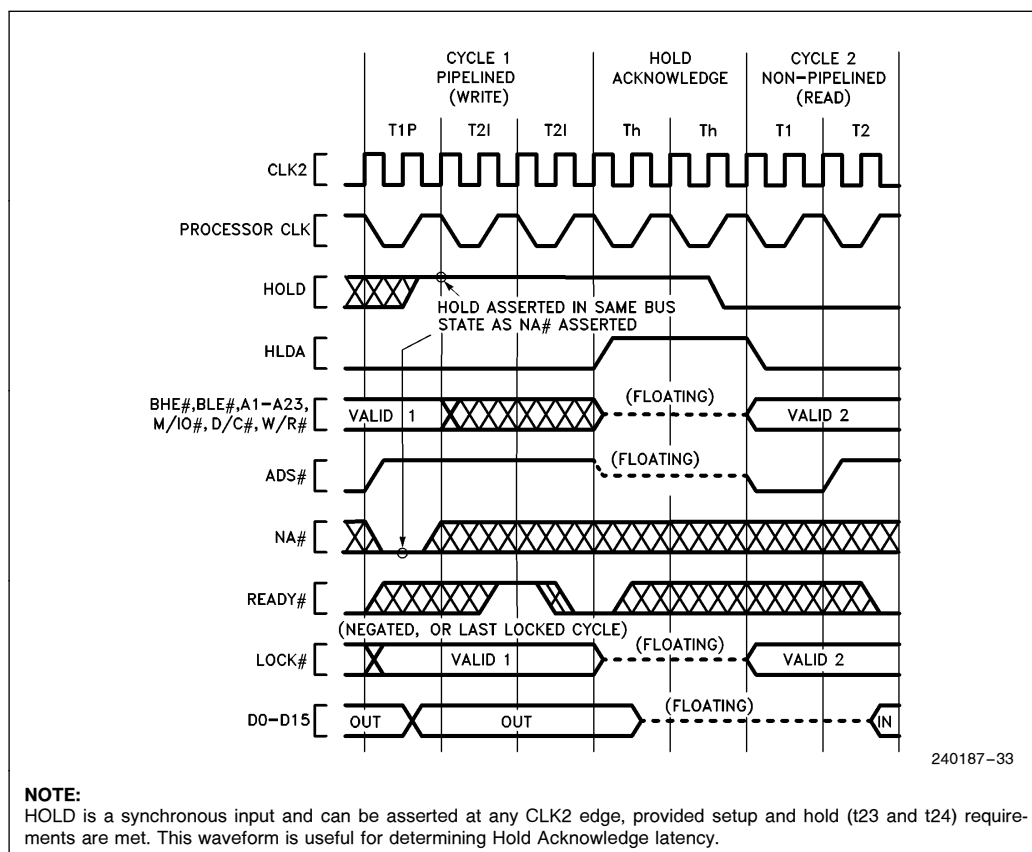 CYCLE 1
PIPELINED
(WRITE)
HOLD
ACKNOWLEDGE
CYCLE 2
NON-PIPELINED
(READ)
T1P T2I T2I Th Th T1 T2
CLK2
PROCESSOR CLK
HOLD
HOLD ASSERTED IN SAME BUS
STATE AS NA# ASSERTED
HLDA
BHE#,BLE#,A1-A23,
M/IO#,D/C#,W/R#
VALID 1
(FLOATING)
VALID 2
ADS#
(FLOATING)
NA#
READY#
(NEGATED, OR LAST LOCKED CYCLE)
LOCK#
VALID 1
(FLOATING)
VALID 2
D0-D15
OUT
OUT
(FLOATING)
IN
240187-33
NOTE:
HOLD is a synchronous input and can be asserted at any CLK2 edge, provided setup and hold (t23 and t24) require-
ments are met. This waveform is useful for determining Hold Acknowledge latency.